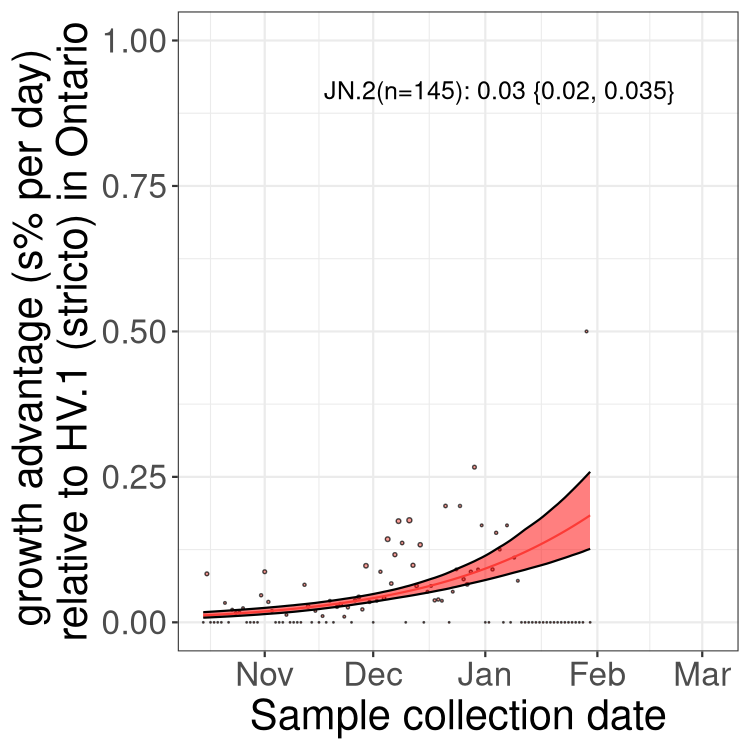 growth advantage (s% per day)
relative to HV.1 (stricto) in Ontario
1.00
0.75
0.50
0.25
0.00
JN.2(n=145): 0.03 {0.02, 0.035}
Nov Dec Jan Feb Mar
Sample collection date